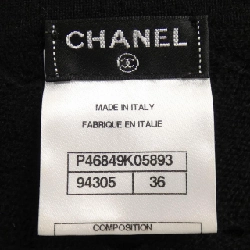 CHANEL
MADE IN ITALY
FABRIQUE EN ITALIE
P46849K05893
94305 36
COMPOSITION